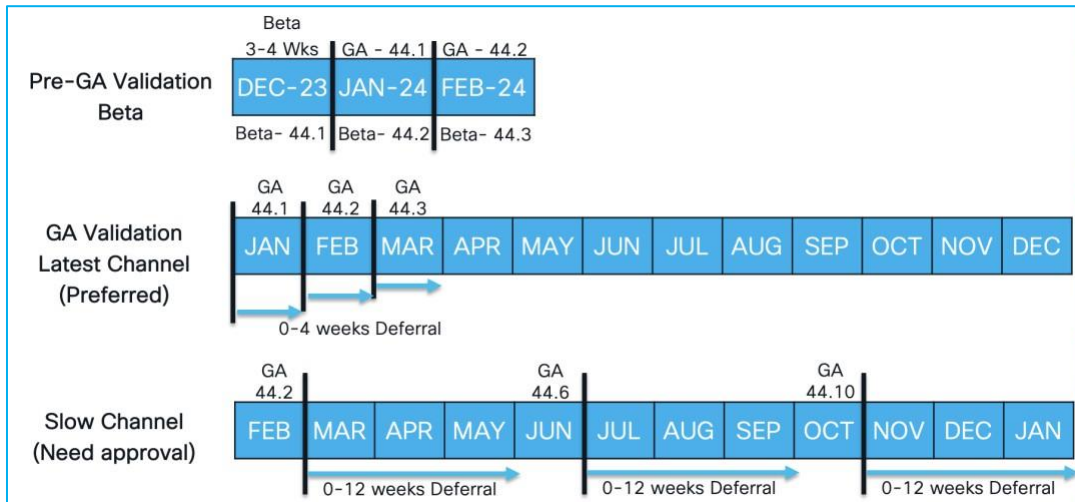 Beta
3-4 Wks GA - 44.1 GA - 44.2
Pre-GA Validation
Beta
DEC-23 JAN-24 FEB-24
Beta- 44.1 Beta- 44.2 Beta- 44.3
GA GA GA
44.1 44.2 44.3
GA Validation
Latest Channel
(Preferred)
JAN FEB MAR APR MAY JUN JUL AUG SEP OCT NOV DEC
0-4 weeks Deferral
GA GA GA
44.2 44.6 44.10
Slow Channel
(Need approval)
FEB MAR APR MAY JUN JUL AUG SEP OCT NOV DEC JAN
0-12 weeks Deferral 0-12 weeks Deferral 0-12 weeks Deferral